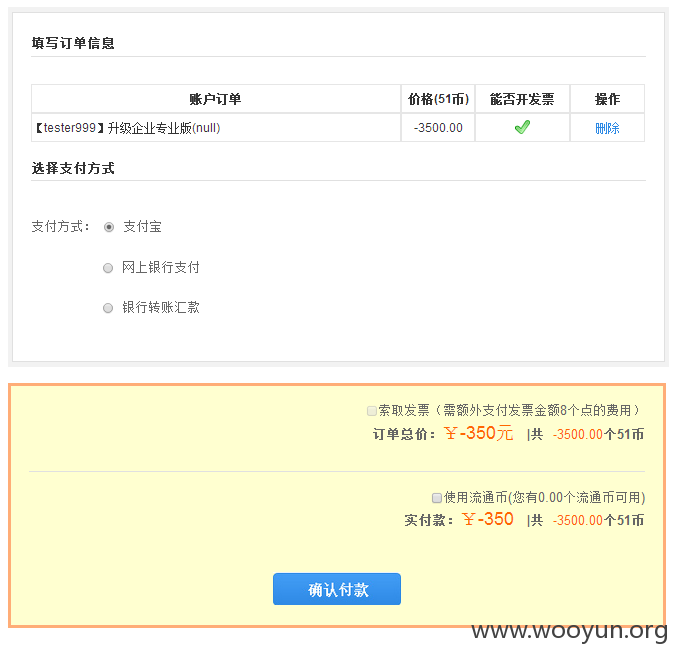 填写订单信息
账户订单 价格(51币) 能否开发票 操作
【tester999】升级企业专业版(null) -3500.00 删除
选择支付方式
支付方式： 支付宝
网上银行支付
银行转账汇款
索取发票（需额外支付发票金额8个点的费用）
订单总价：￥-350元 |共 -3500.00个51币
使用流通币(您有0.00个流通币可用)
实付款：￥-350 |共 -3500.00个51币
确认付款
www.wooyun.org